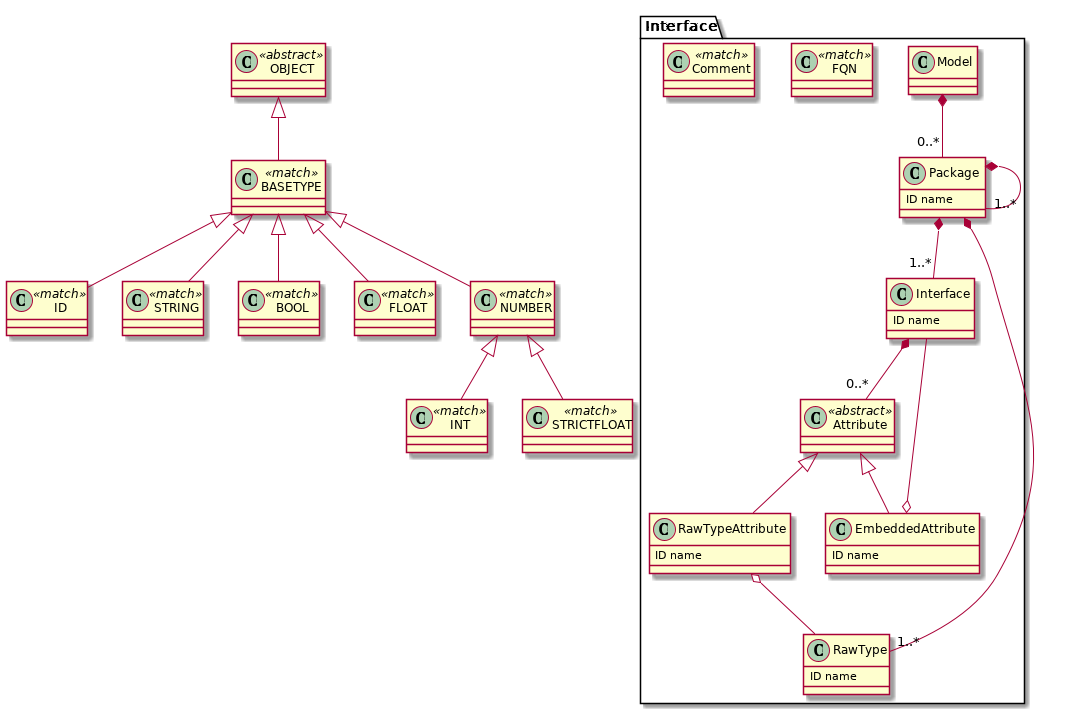 Interface
«abstract»
OBJECT
C
«match»
Comment
C
«match»
FQN
C
Model
C
0..*
«match»
BASETYPE
C
Package
C
ID name
1..*
1..*
«match»
ID
C
«match»
STRING
C
«match»
BOOL
C
«match»
FLOAT
C
«match»
NUMBER
C
Interface
C
ID name
0..*
«match»
INT
C
«match»
STRICTFLOAT
C
«abstract»
Attribute
C
RawTypeAttribute
C
ID name
EmbeddedAttribute
C
ID name
1..*
RawType
C
ID name